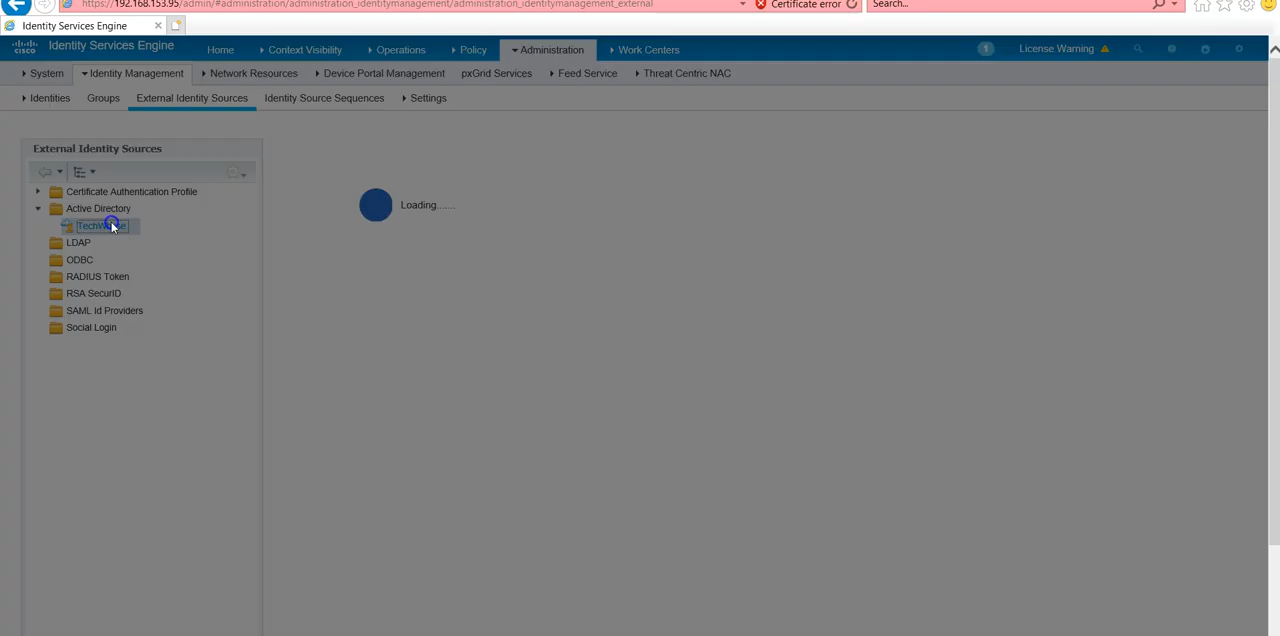 https://192.168.153.95/admin/#administration/administration_identitymanagement/administration_identitymanagement_external
Certificate error
Search...
Identity Services Engine
cisco
Identity Services Engine
Home
Context Visibility
Operations
Policy
Administration
Work Centers
1
License Warning
System
Identity Management
Network Resources
Device Portal Management
pxGrid Services
Feed Service
Threat Centric NAC
Identities
Groups
External Identity Sources
Identity Source Sequences
Settings
External Identity Sources
Certificate Authentication Profile
Active Directory
LDAP
ODBC
RADIUS Token
RSA SecurID
SAML Id Providers
Social Login
Loading......